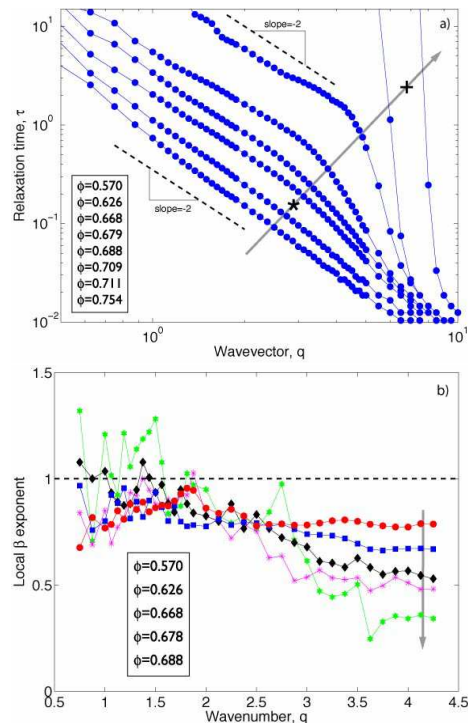 a)
10¹
slope=-2
Relaxation time, τ
10⁰
ϕ=0.570
ϕ=0.626
ϕ=0.668
ϕ=0.679
ϕ=0.688
ϕ=0.709
ϕ=0.711
ϕ=0.754
slope=-2
10⁻¹
10⁻²
10⁰
10¹
Wavevector, q
1.5
b)
1
Local β exponent
0.5
ϕ=0.570
ϕ=0.626
ϕ=0.668
ϕ=0.678
ϕ=0.688
0
0.5 1 1.5 2 2.5 3 3.5 4 4.5
Wavenumber, q